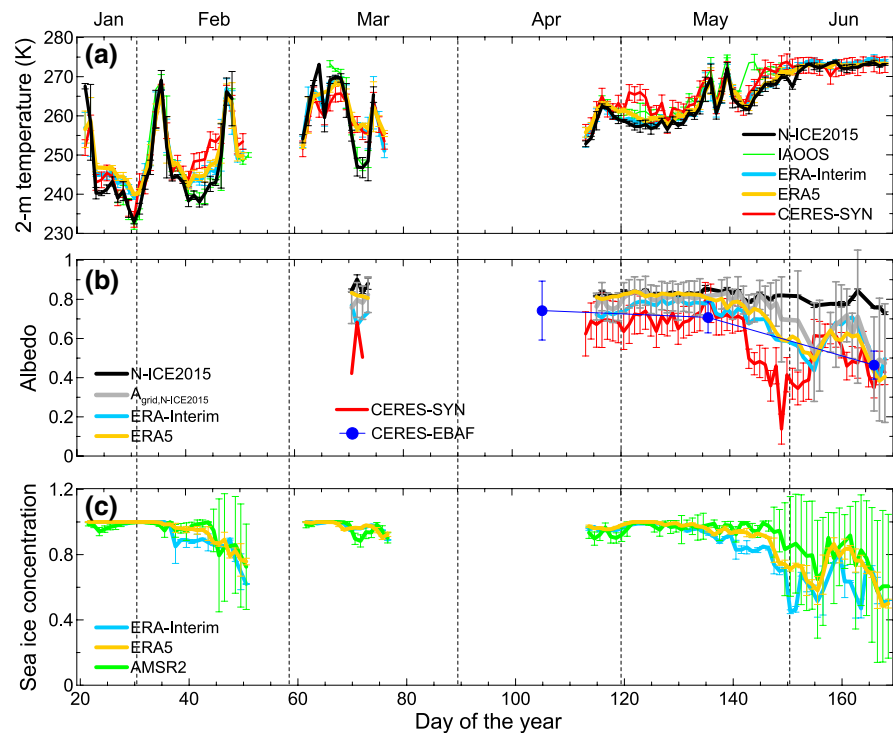 Jan Feb Mar Apr May Jun
(a)
2-m temperature (K)
280
270
260
250
240
230
N-ICE2015
IAOOS
ERA-Interim
ERA5
CERES-SYN
(b)
Albedo
1
0.8
0.6
0.4
0.2
0
N-ICE2015
A_grid,N-ICE2015
ERA-Interim
ERA5
CERES-SYN
CERES-EBAF
(c)
Sea ice concentration
1.2
0.8
0.4
0
ERA-Interim
ERA5
AMSR2
20 40 60 80 100 120 140 160
Day of the year